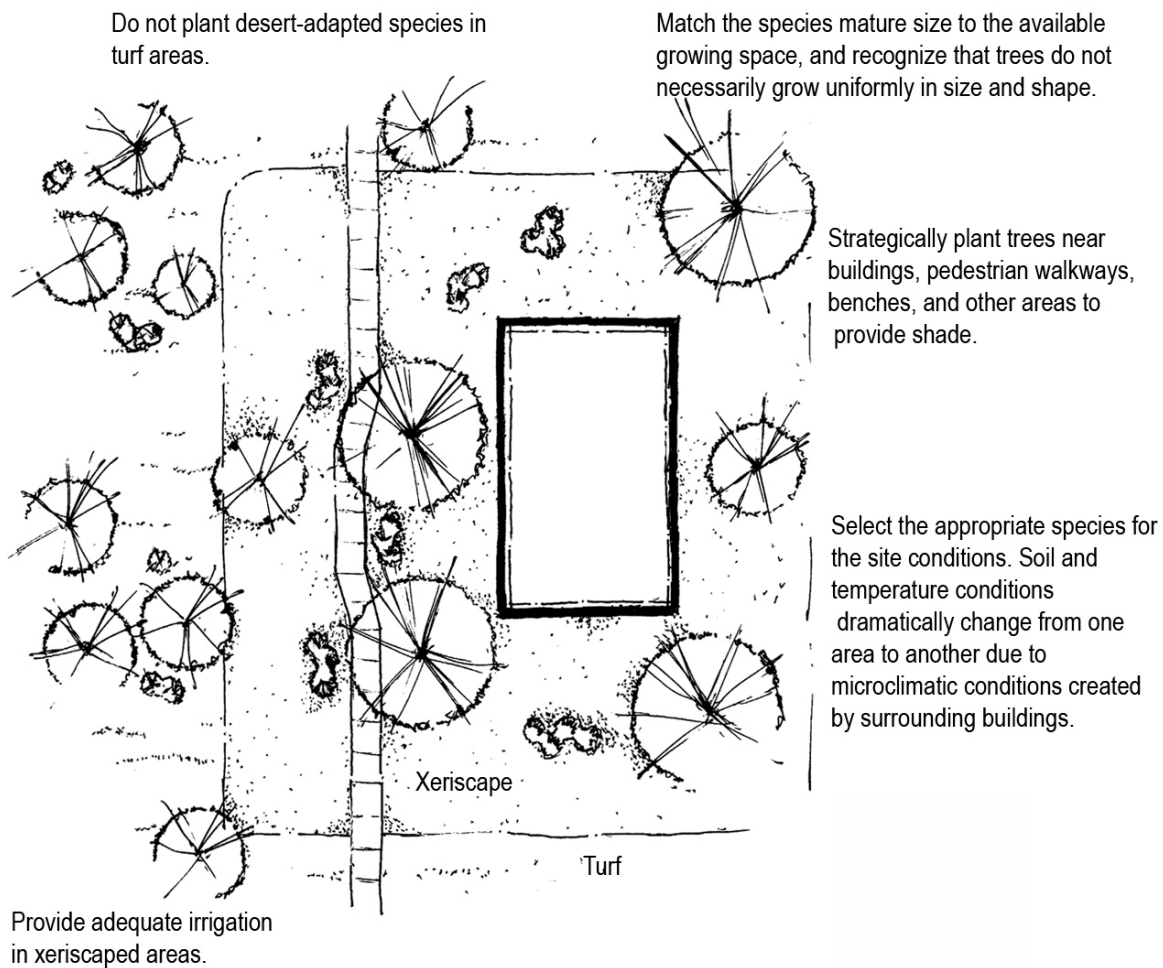 Do not plant desert-adapted species in
turf areas.
Match the species mature size to the available
growing space, and recognize that trees do not
necessarily grow uniformly in size and shape.
Strategically plant trees near
buildings, pedestrian walkways,
benches, and other areas to
provide shade.
Select the appropriate species for
the site conditions. Soil and
temperature conditions
dramatically change from one
area to another due to
microclimatic conditions created
by surrounding buildings.
Xeriscape
Turf
Provide adequate irrigation
in xeriscaped areas.